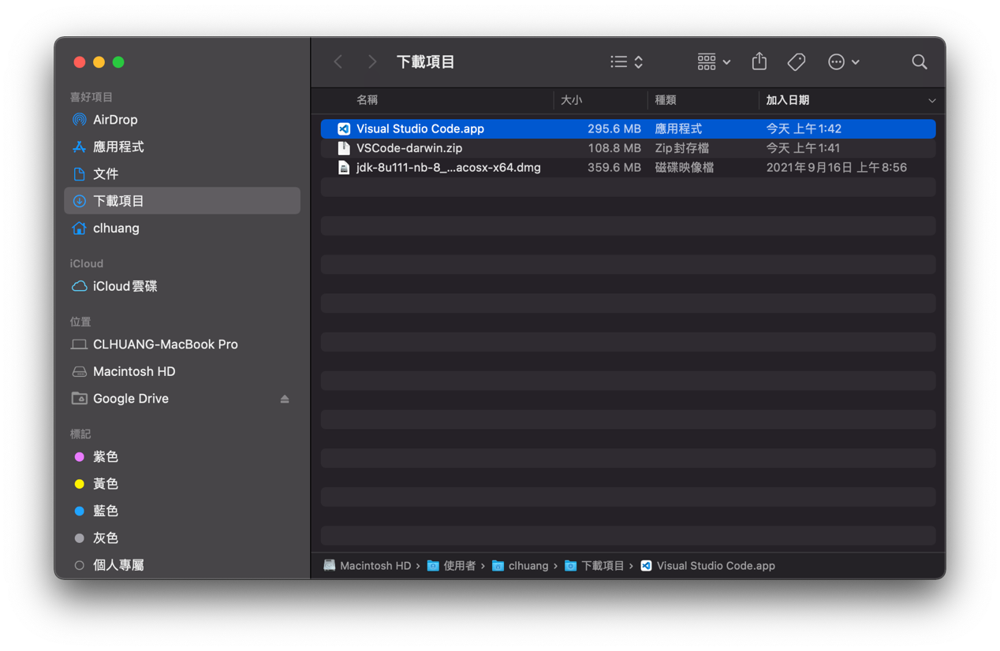 下載項目
喜好項目
AirDrop
應用程式
文件
下載項目
clhuang
iCloud
iCloud雲碟
位置
CLHUANG-MacBook Pro
Macintosh HD
Google Drive
標記
紫色
黃色
藍色
灰色
個人專屬
名稱 大小 種類 加入日期
Visual Studio Code.app 295.6 MB 應用程式 今天 上午1:42
VSCode-darwin.zip 108.8 MB Zip封存檔 今天 上午1:41
jdk-8u111-nb-8_...acosx-x64.dmg 359.6 MB 磁碟映像檔 2021年9月16日 上午8:56
Macintosh HD › 使用者 › clhuang › 下載項目 › Visual Studio Code.app